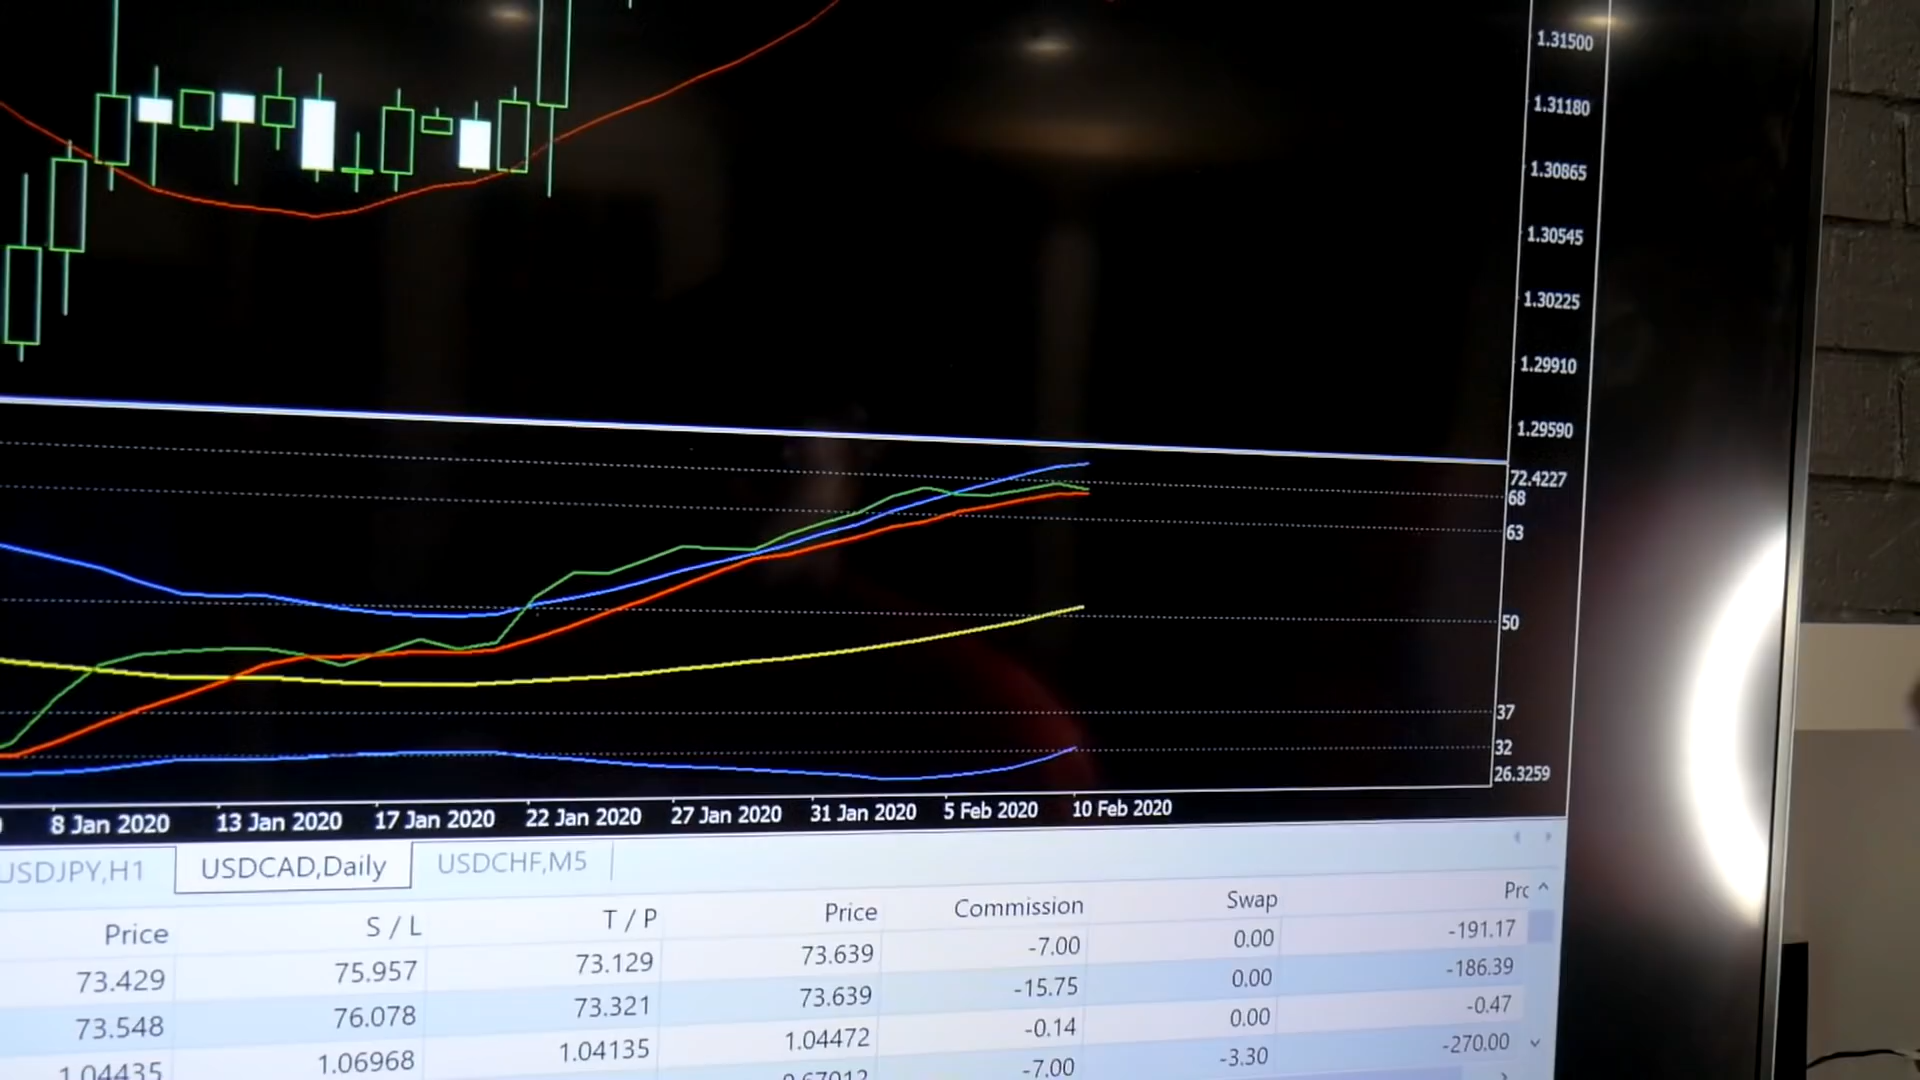 1.31500
1.31180
1.30865
1.30545
1.30225
1.29910
1.29590
72.4227
68
63
50
37
32
26.3259
8 Jan 2020 13 Jan 2020 17 Jan 2020 22 Jan 2020 27 Jan 2020 31 Jan 2020 5 Feb 2020 10 Feb 2020
USDJPY,H1 USDCAD,Daily USDCHF,M5
Price S / L T / P Price Commission Swap Prc
73.429 75.957 73.129 73.639 -7.00 0.00 -191.17
73.548 76.078 73.321 73.639 -15.75 0.00 -186.39
1.04435 1.06968 1.04135 1.04472 -0.14 0.00 -0.47
-7.00 -3.30 -270.00